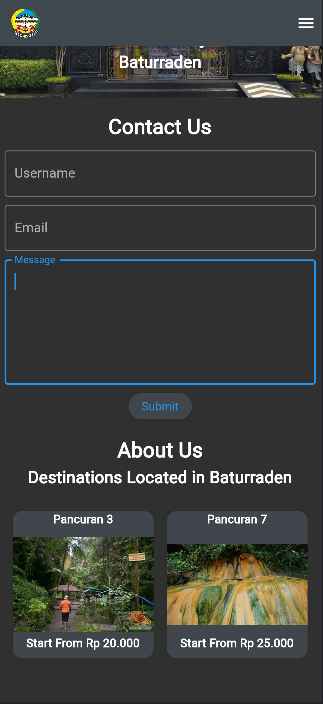 Baturraden
Contact Us
Username
Email
Message
Submit
About Us
Destinations Located in Baturraden
Pancuran 3
Pancuran 7
Start From Rp 20.000
Start From Rp 25.000